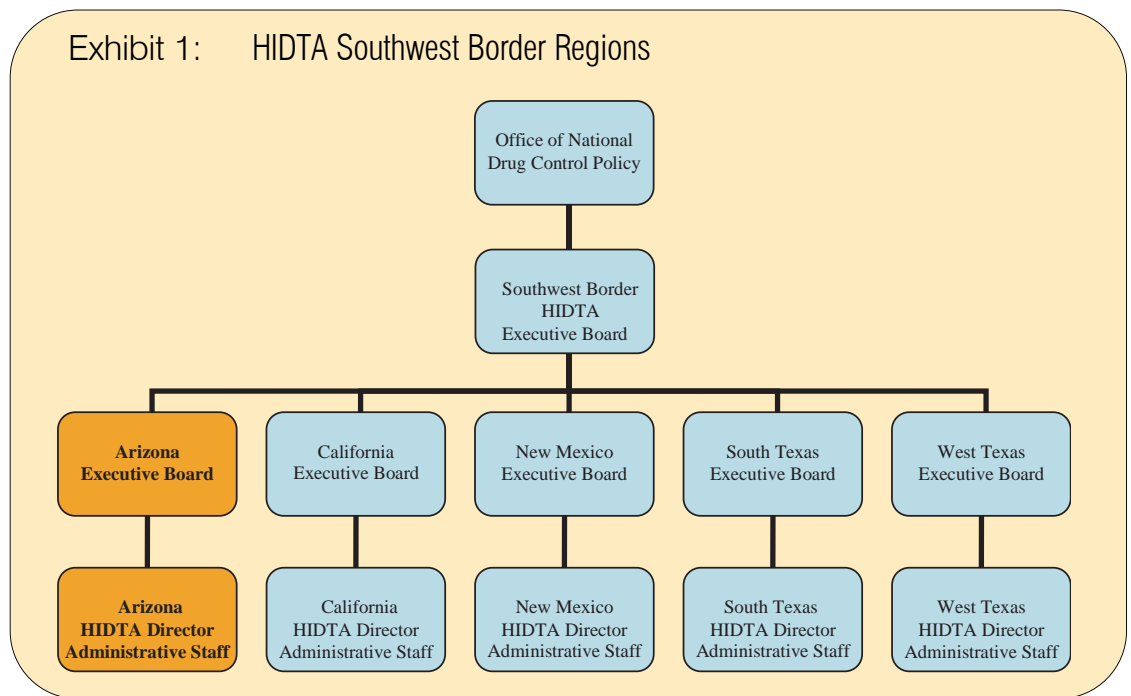 Exhibit 1: HIDTA Southwest Border Regions
Office of National
Drug Control Policy
Southwest Border
HIDTA
Executive Board
Arizona
Executive Board
California
Executive Board
New Mexico
Executive Board
South Texas
Executive Board
West Texas
Executive Board
Arizona
HIDTA Director
Administrative Staff
California
HIDTA Director
Administrative Staff
New Mexico
HIDTA Director
Administrative Staff
South Texas
HIDTA Director
Administrative Staff
West Texas
HIDTA Director
Administrative Staff